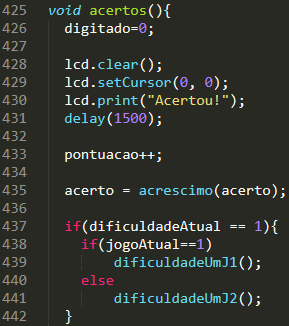 425 void acertos(){
426 digitado=0;
427
428 lcd.clear();
429 lcd.setCursor(0, 0);
430 lcd.print("Acertou!");
431 delay(1500);
432
433 pontuacao++;
434
435 acerto = acrescimo(acerto);
436
437 if(dificuldadeAtual == 1){
438 if(jogoAtual==1)
439 dificuldadeUmJ1();
440 else
441 dificuldadeUmJ2();
442 }